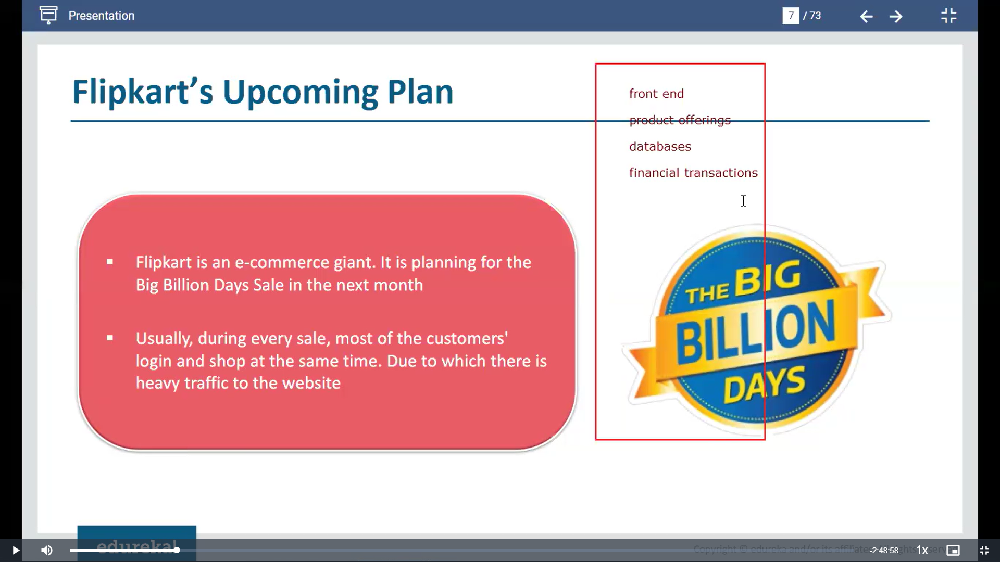 Presentation
7 / 73
Flipkart’s Upcoming Plan
front end
product offerings
databases
financial transactions
▪ Flipkart is an e-commerce giant. It is planning for the
Big Billion Days Sale in the next month
▪ Usually, during every sale, most of the customers'
login and shop at the same time. Due to which there is
heavy traffic to the website
THE BIG
BILLION
DAYS
edureka!
Copyright © edureka and/or its affiliates. All rights reserved.
-2:48:58
1x